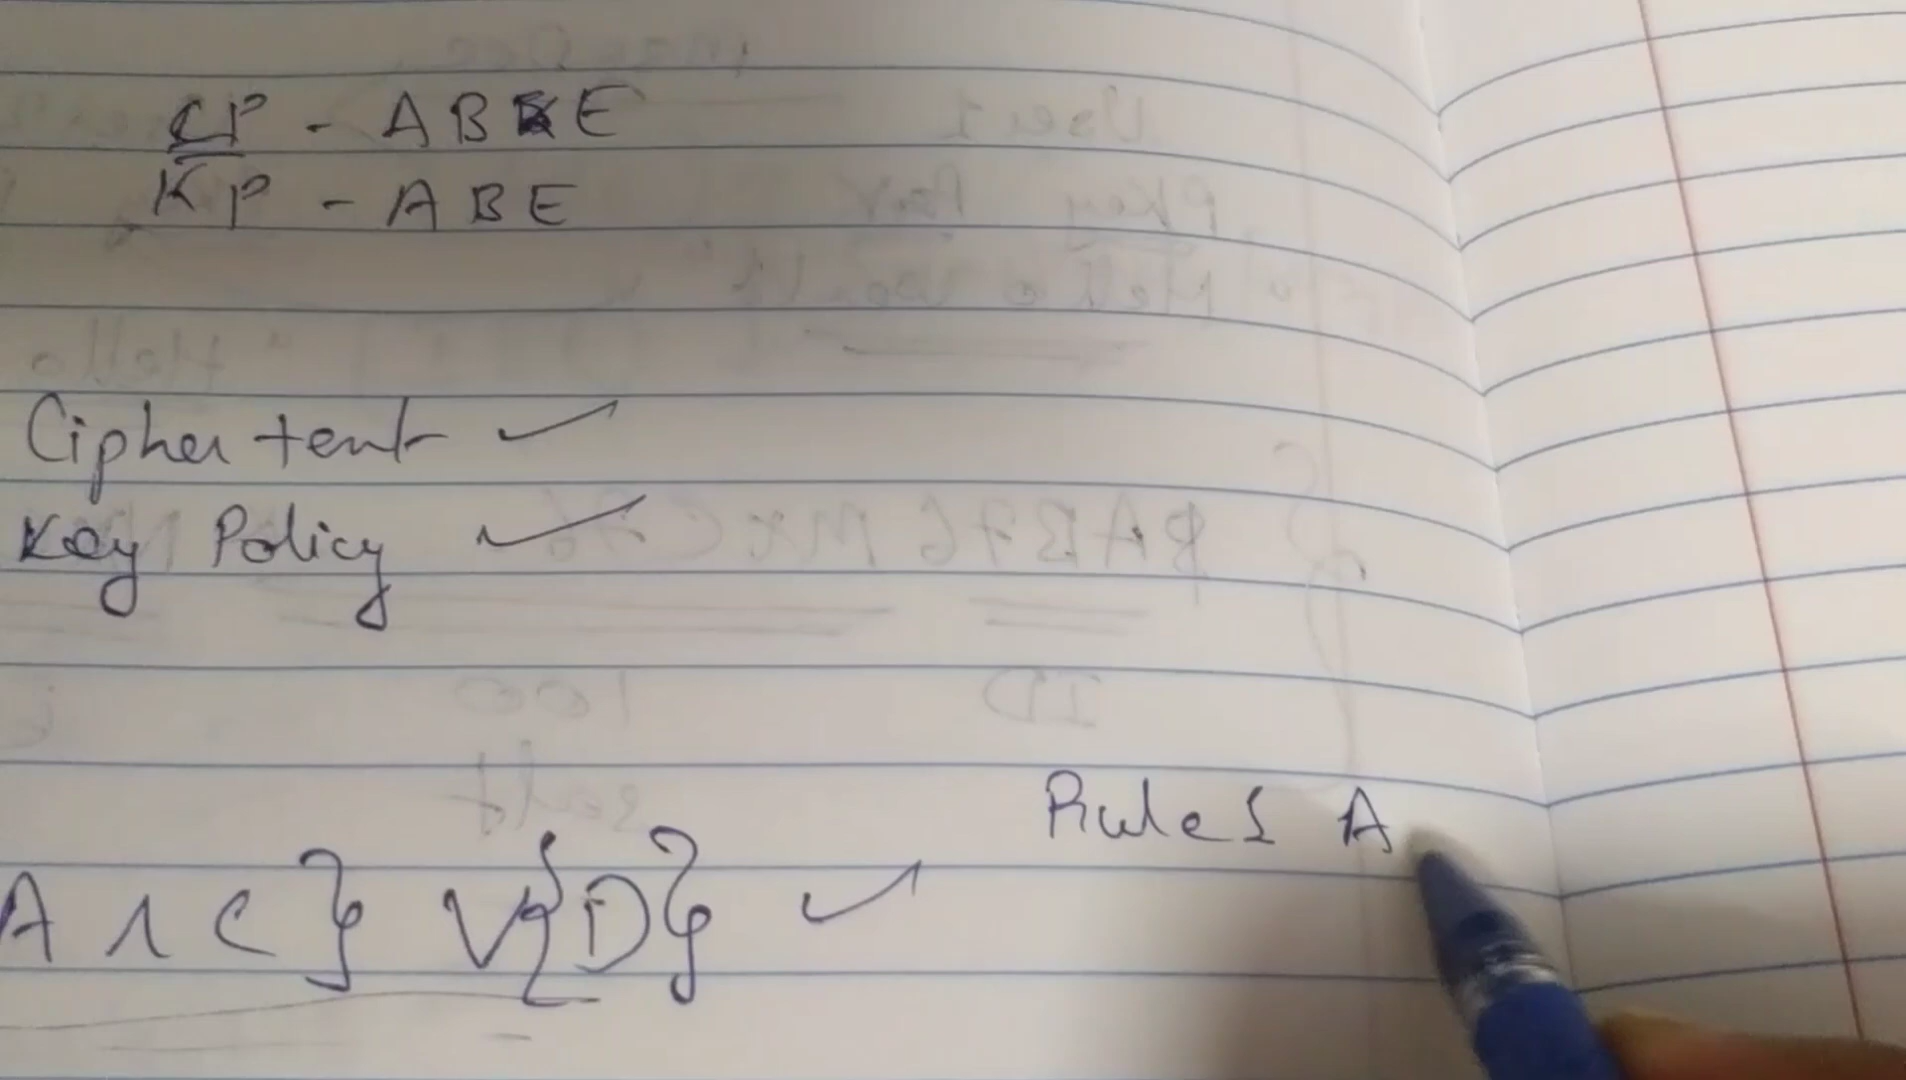 CP - ABE
KP - ABE
Cipher text ✓
Key Policy ✓
Rules A
A ∧ C} V{D} ✓